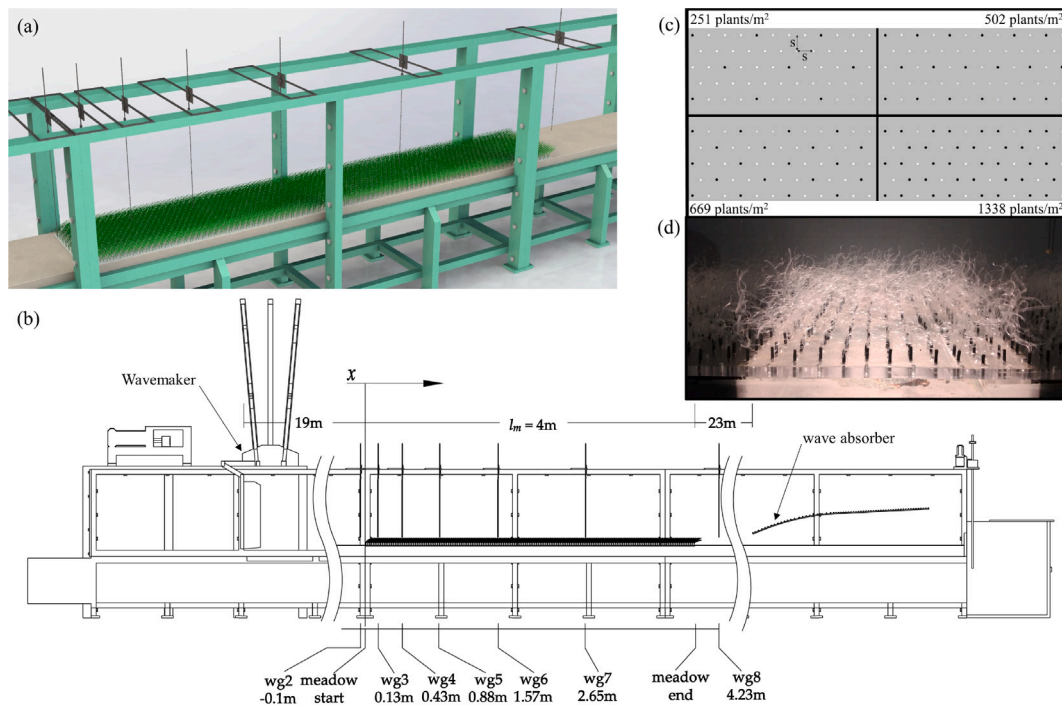 (a)
(c)
251 plants/m²
502 plants/m²
s
s
669 plants/m²
1338 plants/m²
(d)
(b)
Wavemaker
x
19m
lm = 4m
23m
wave absorber
wg2
-0.1m
meadow
start
wg3
0.13m
wg4
0.43m
wg5
0.88m
wg6
1.57m
wg7
2.65m
meadow
end
wg8
4.23m